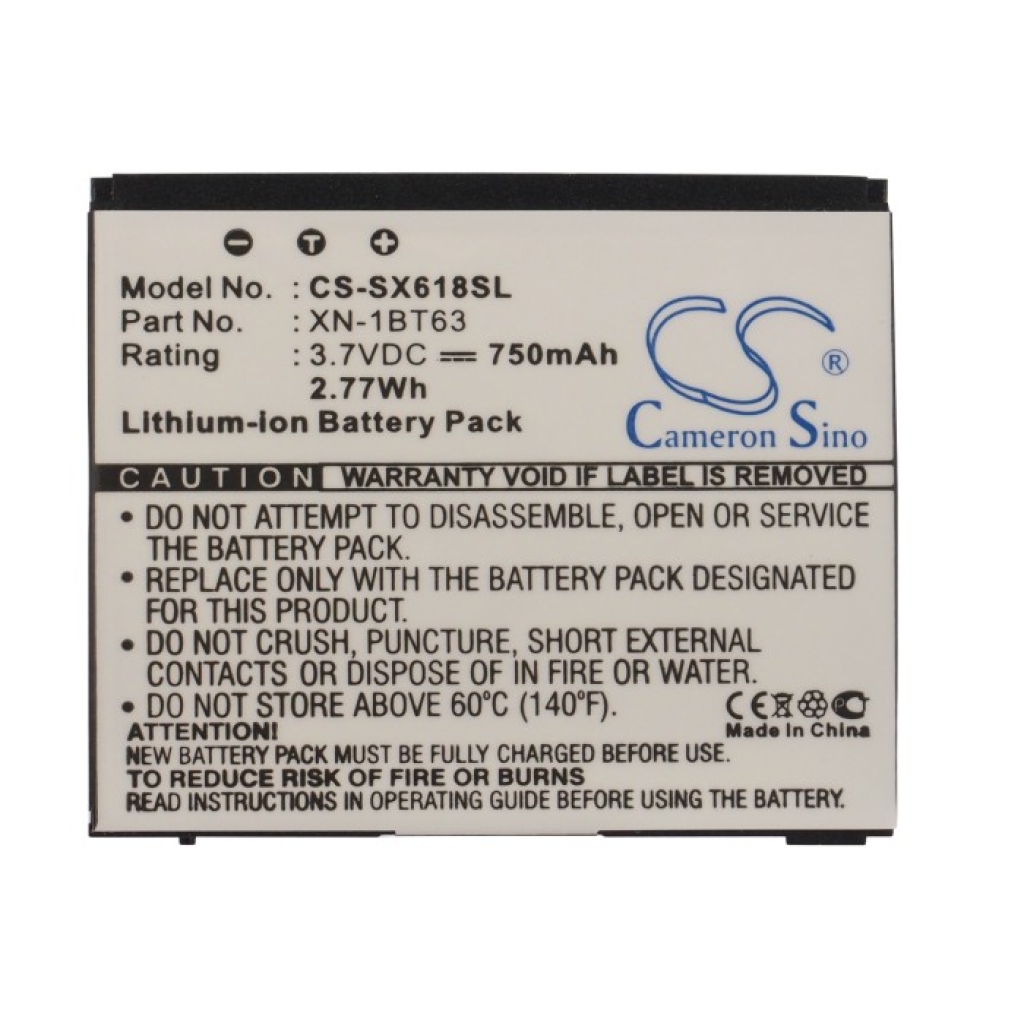 - T +
Model No. : CS-SX618SL
Part No. : XN-1BT63
Rating : 3.7VDC ⎓ 750mAh
2.77Wh
Lithium-ion Battery Pack
CS ®
Cameron Sino
CAUTION WARRANTY VOID IF LABEL IS REMOVED
• DO NOT ATTEMPT TO DISASSEMBLE, OPEN OR SERVICE
THE BATTERY PACK.
• REPLACE ONLY WITH THE BATTERY PACK DESIGNATED
FOR THIS PRODUCT.
• DO NOT CRUSH, PUNCTURE, SHORT EXTERNAL
CONTACTS OR DISPOSE OF IN FIRE OR WATER.
• DO NOT STORE ABOVE 60°C (140°F).
CE
Made in China
ATTENTION!
NEW BATTERY PACK MUST BE FULLY CHARGED BEFORE USE.
TO REDUCE RISK OF FIRE OR BURNS
READ INSTRUCTIONS IN OPERATING GUIDE BEFORE USING THE BATTERY.